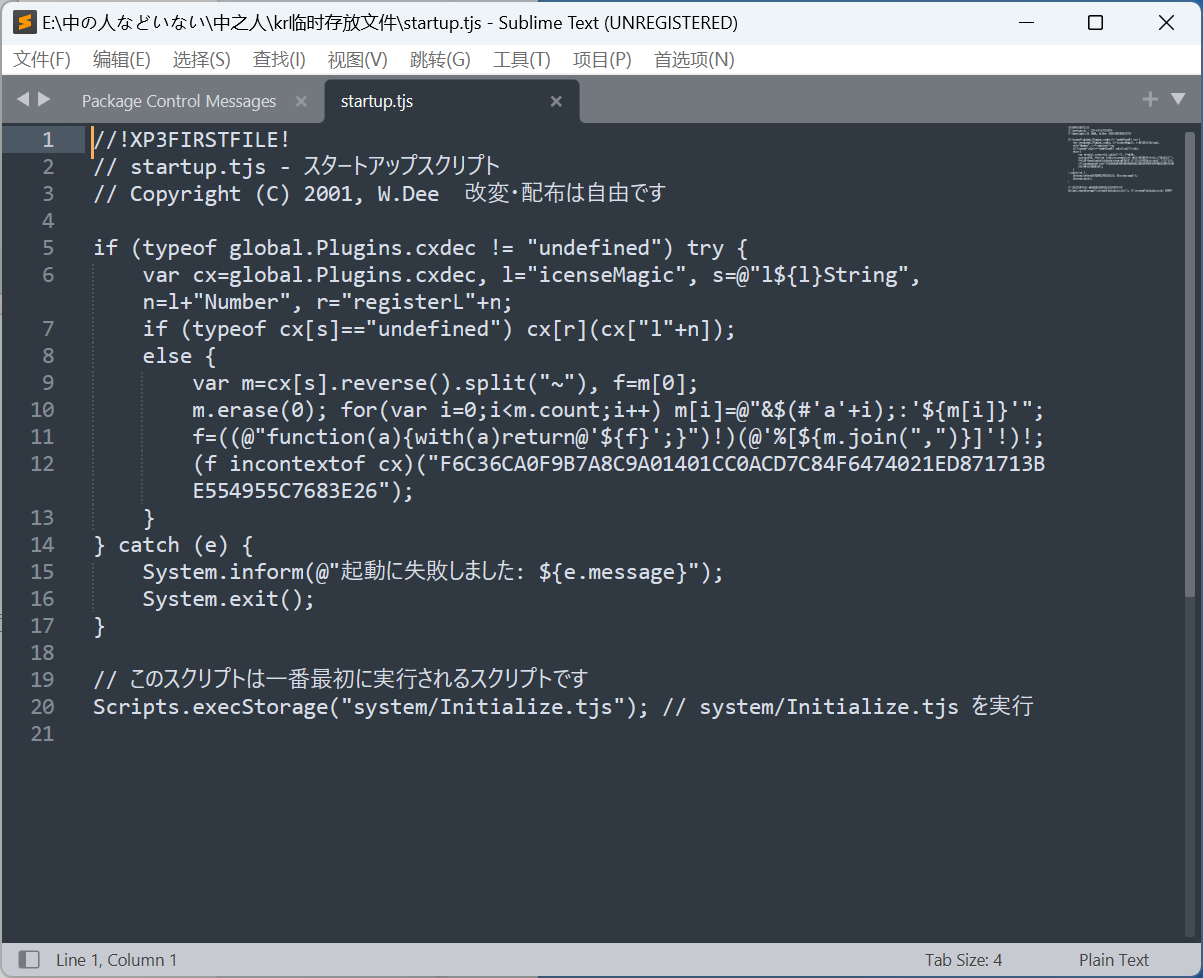 E:\中の人などいない\中之人\krl临时存放文件\startup.tjs - Sublime Text (UNREGISTERED)
文件(F) 编辑(E) 选择(S) 查找(I) 视图(V) 跳转(G) 工具(T) 项目(P) 首选项(N)
Package Control Messages startup.tjs
1 //!XP3FIRSTFILE!
2 // startup.tjs - スタートアップスクリプト
3 // Copyright (C) 2001, W.Dee  改変・配布は自由です
4
5 if (typeof global.Plugins.cxdec != "undefined") try {
6     var cx=global.Plugins.cxdec, l="icenseMagic", s=@"l${l}String",
n=l+"Number", r="registerL"+n;
7     if (typeof cx[s]=="undefined") cx[r](cx["l"+n]);
8     else {
9         var m=cx[s].reverse().split("~"), f=m[0];
10         m.erase(0); for(var i=0;i<m.count;i++) m[i]=@"&$(#'a'+i);:'${m[i]}'";
11         f=((@"function(a){with(a)return@'${f}';}")!)(@'%[${m.join(",")}]'!)!;
12         (f incontextof cx)("F6C36CA0F9B7A8C9A01401CC0ACD7C84F6474021ED871713B
E554955C7683E26");
13     }
14 } catch (e) {
15     System.inform(@"起動に失敗しました: ${e.message}");
16     System.exit();
17 }
18
19 // このスクリプトは一番最初に実行されるスクリプトです
20 Scripts.execStorage("system/Initialize.tjs"); // system/Initialize.tjs を実行
21
Line 1, Column 1 Tab Size: 4 Plain Text